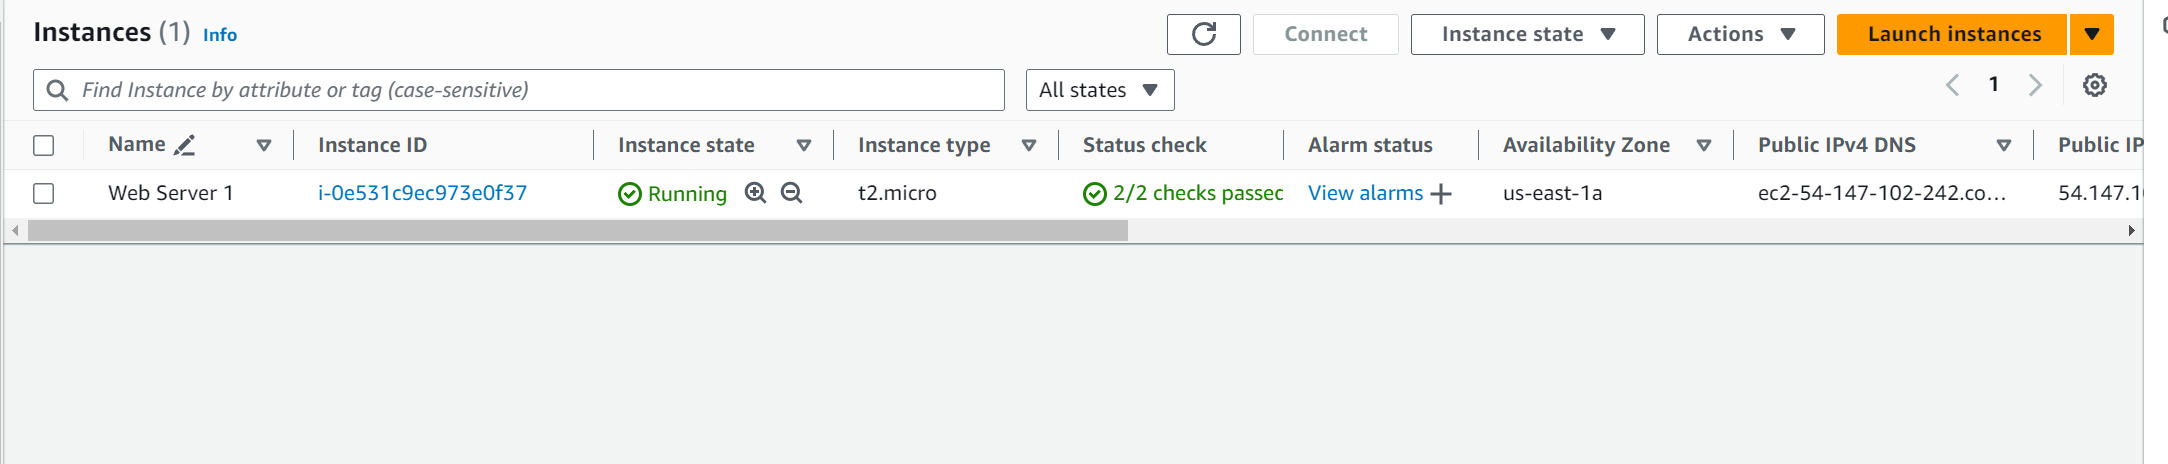 Instances (1) Info
Connect Instance state Actions Launch instances
Find Instance by attribute or tag (case-sensitive) All states 1
Name Instance ID Instance state Instance type Status check Alarm status Availability Zone Public IPv4 DNS Public IP
Web Server 1 i-0e531c9ec973e0f37 Running t2.micro 2/2 checks passed View alarms us-east-1a ec2-54-147-102-242.co... 54.147.1